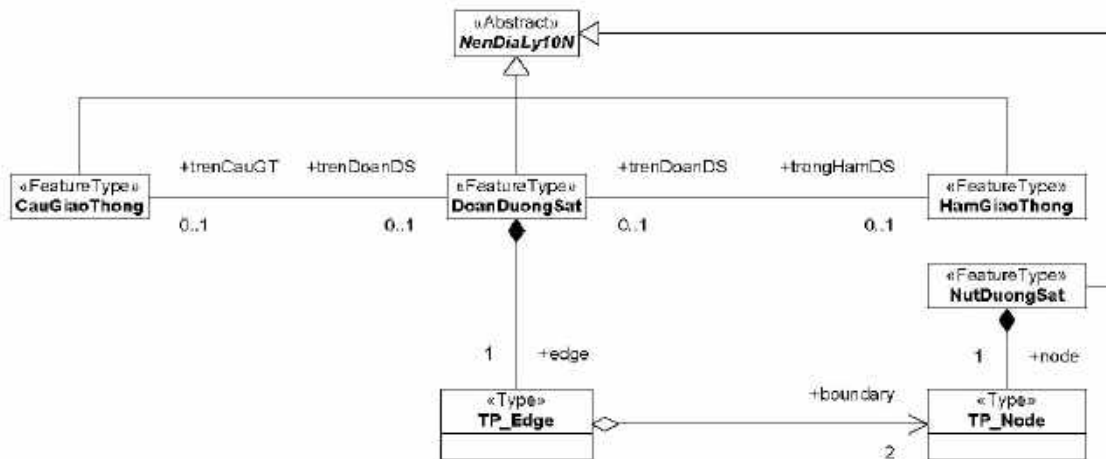 «Abstract»
NenDiaLy10N
+trenCauGT
+trenDoanDS
+trenDoanDS
+trongHamDS
«FeatureType»
CauGiaoThong
«FeatureType»
DoanDuongSat
«FeatureType»
HamGiaoThong
0..1
0..1
0..1
0..1
«FeatureType»
NutDuongSat
1
+edge
1
+node
«Type»
TP_Edge
+boundary
2
«Type»
TP_Node